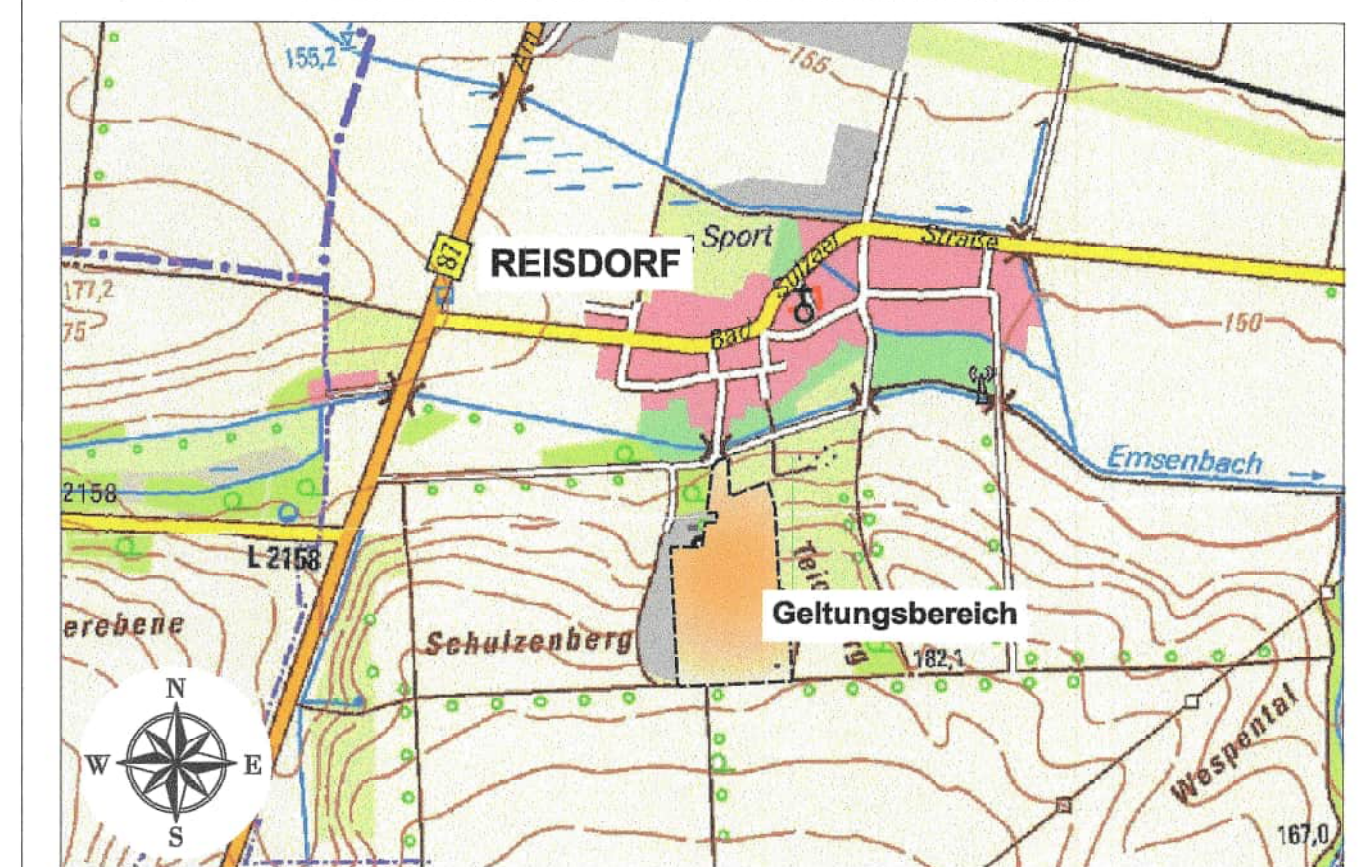 155,2
155
87
REISDORF
Sport
Bad Sulzaer Straße
177,2
75
150
Emsenbach
2158
L 2158
Geltungsbereich
erebene
Schulzenberg
182,1
Wespental
N
W
E
S
167,0